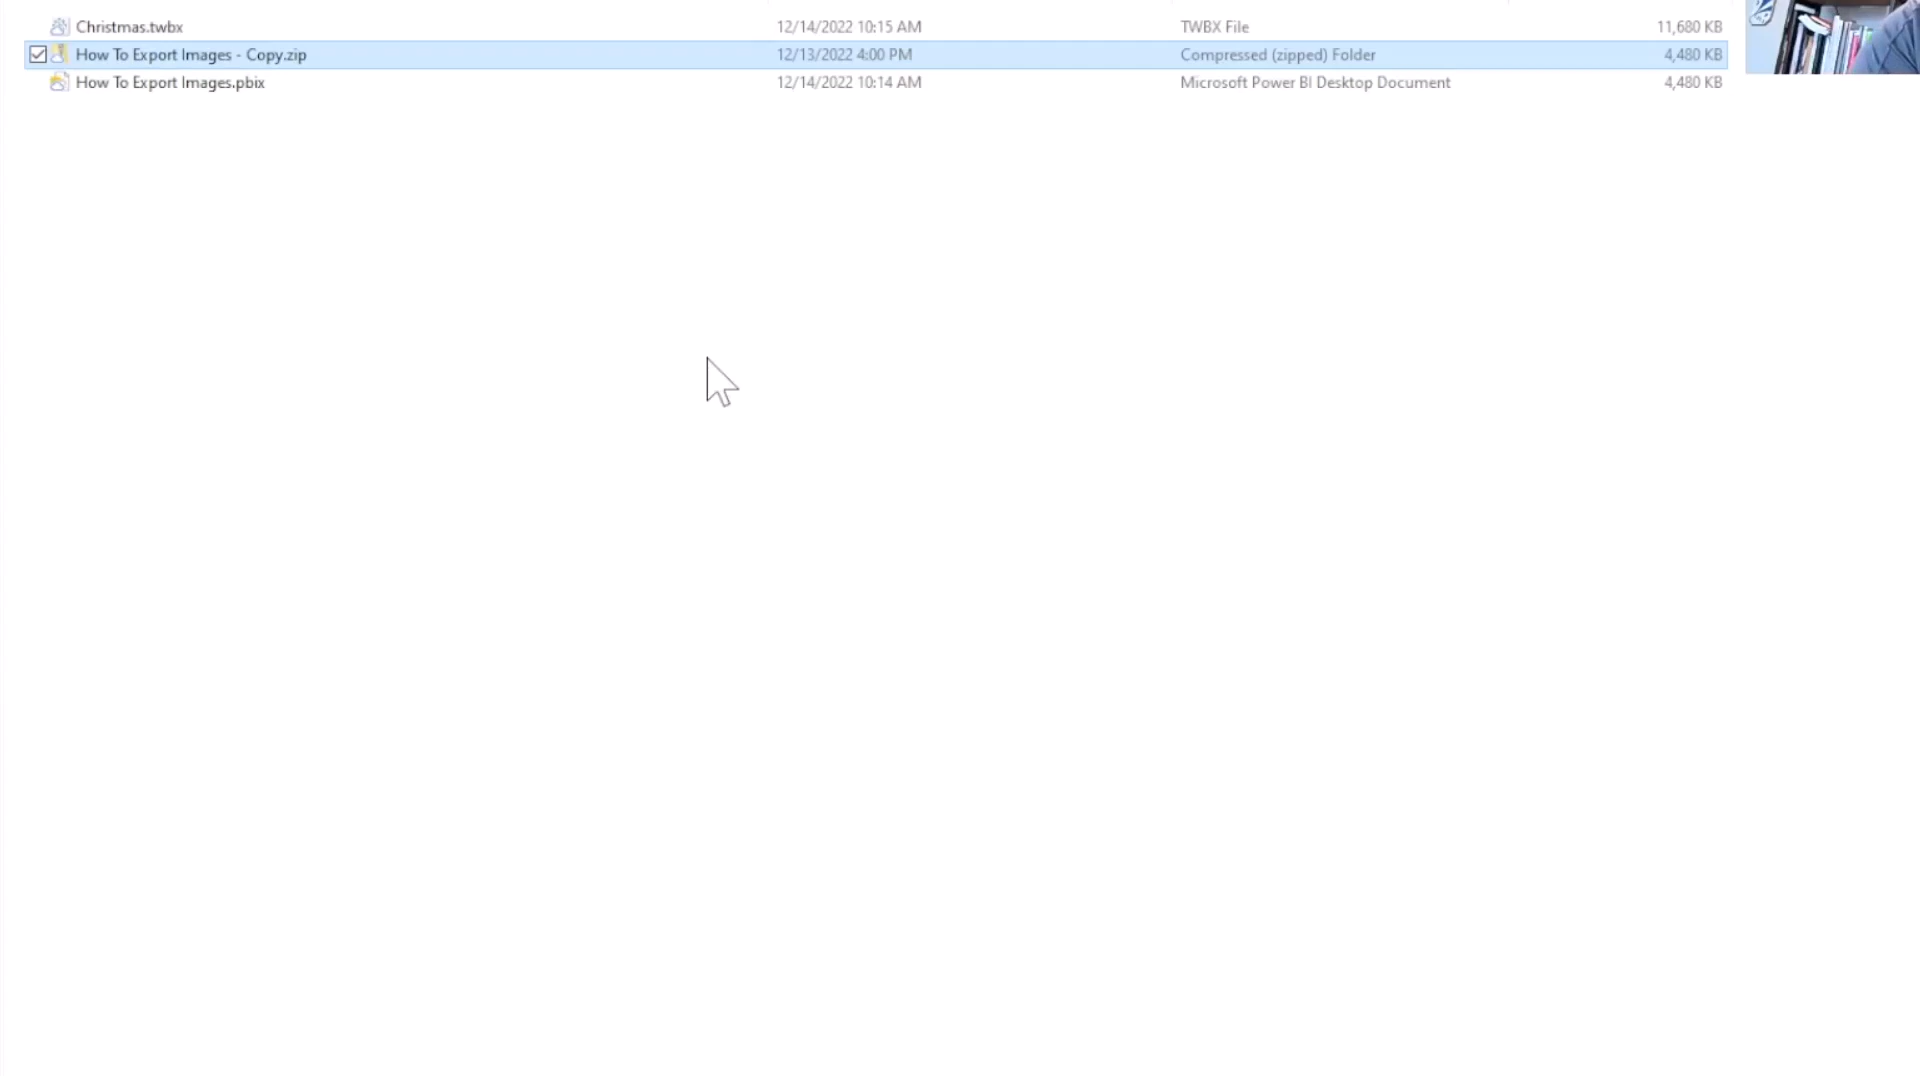 Christmas.twbx 12/14/2022 10:15 AM TWBX File 11,680 KB
How To Export Images - Copy.zip 12/13/2022 4:00 PM Compressed (zipped) Folder 4,480 KB
How To Export Images.pbix 12/14/2022 10:14 AM Microsoft Power BI Desktop Document 4,480 KB